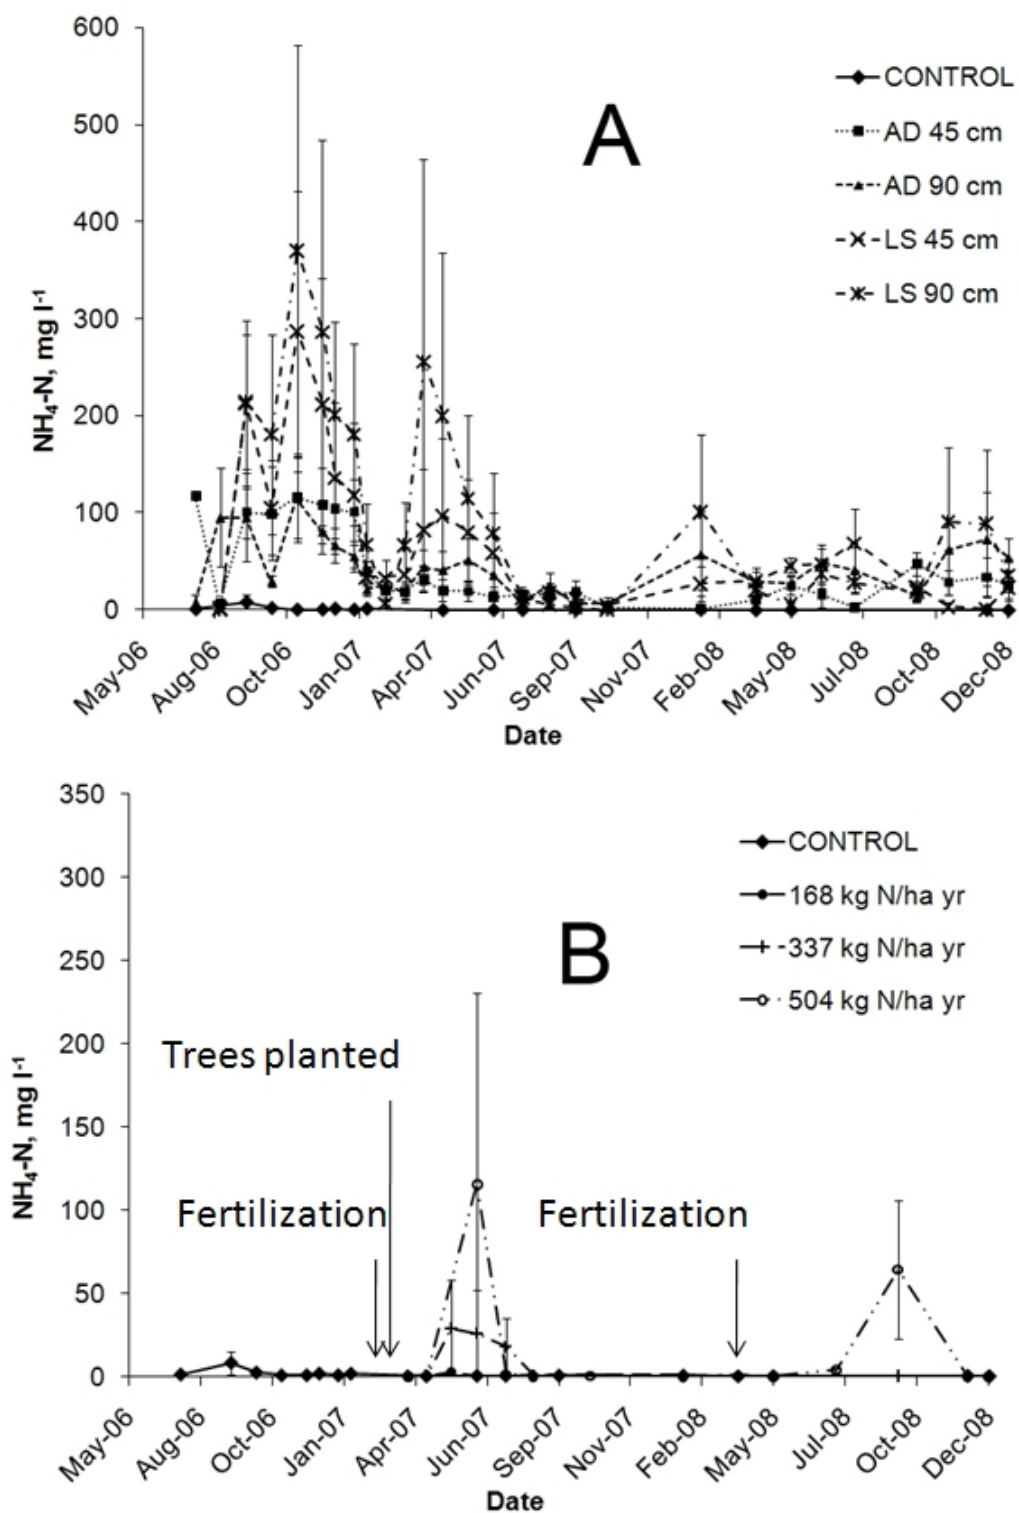 600
500
400
300
200
100
0
NH4-N, mg l-1
A
CONTROL
AD 45 cm
AD 90 cm
LS 45 cm
LS 90 cm
May-06
Aug-06
Oct-06
Jan-07
Apr-07
Jun-07
Sep-07
Nov-07
Feb-08
May-08
Jul-08
Oct-08
Dec-08
Date
350
300
250
200
150
100
50
0
NH4-N, mg l-1
B
CONTROL
168 kg N/ha yr
337 kg N/ha yr
504 kg N/ha yr
Trees planted
Fertilization
Fertilization
May-06
Aug-06
Oct-06
Jan-07
Apr-07
Jun-07
Sep-07
Nov-07
Feb-08
May-08
Jul-08
Oct-08
Dec-08
Date